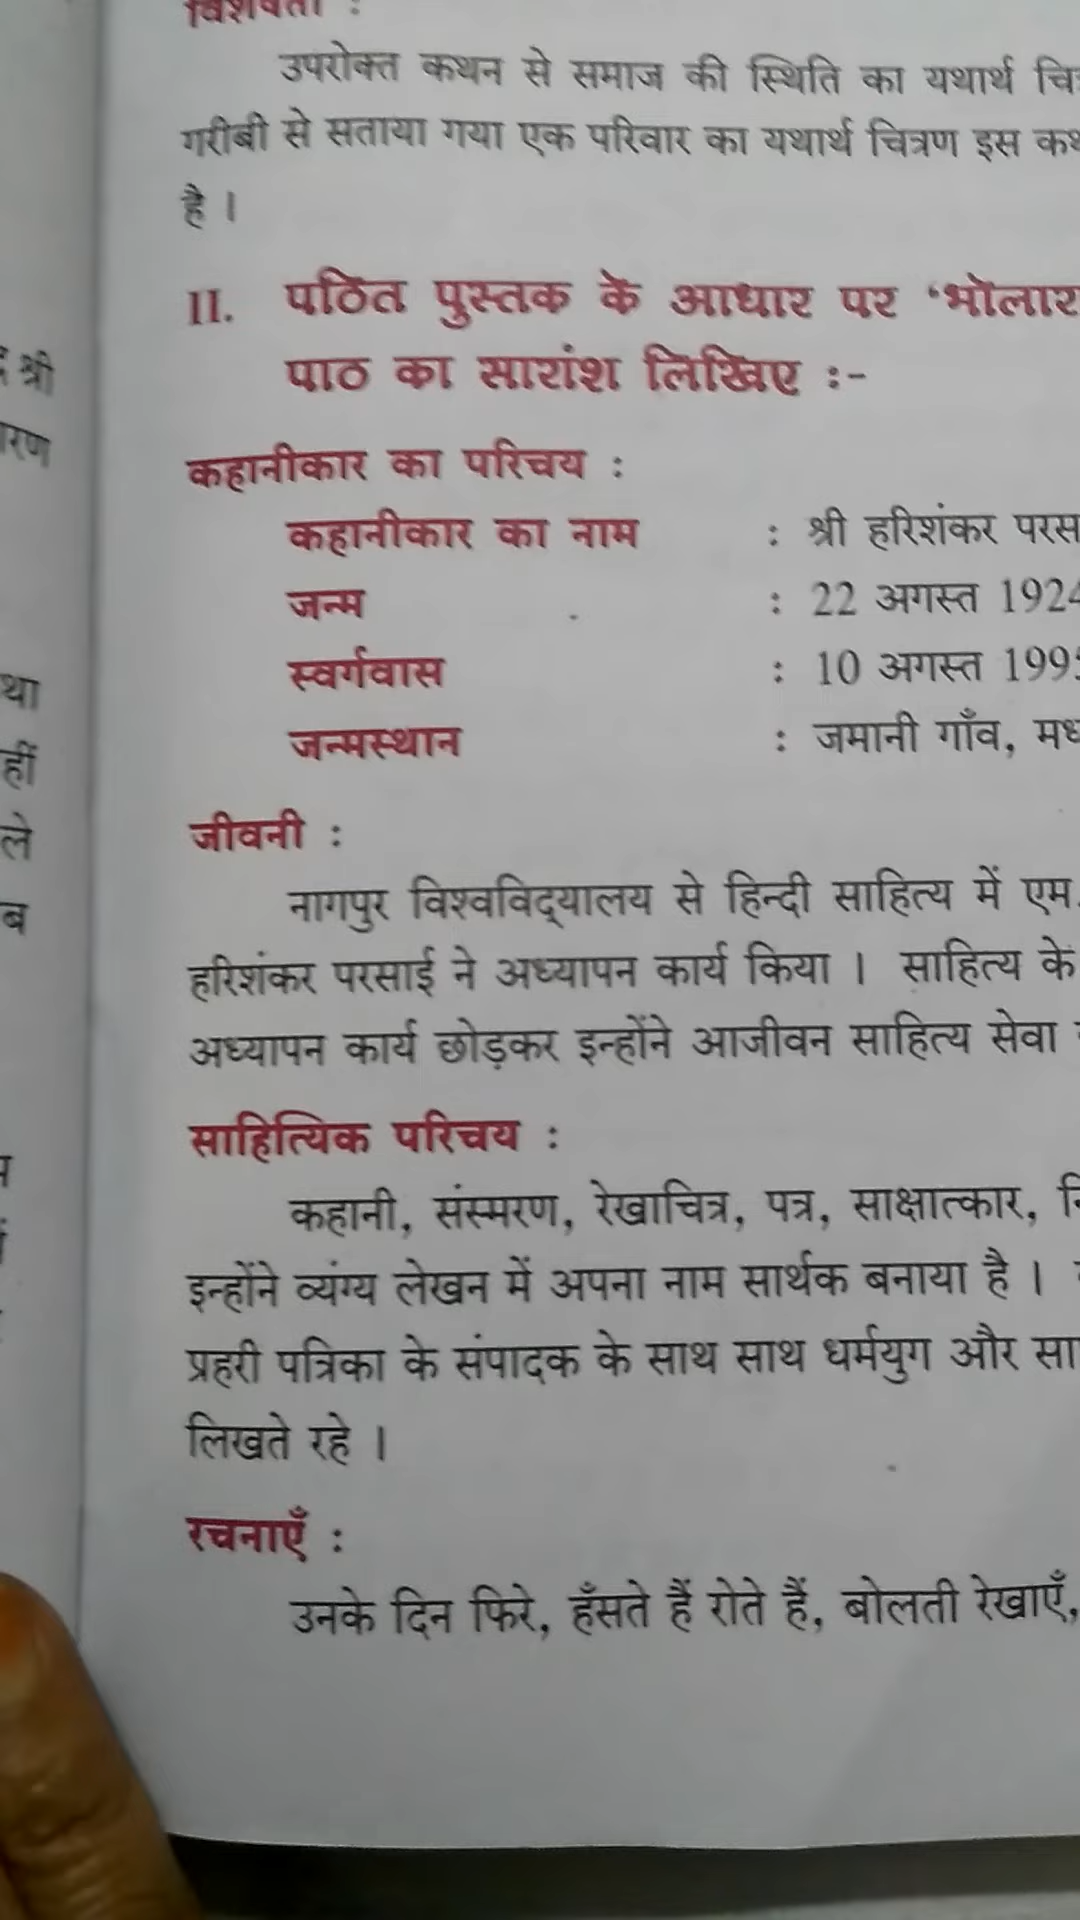 उपरोक्त कथन से समाज की स्थिति का यथार्थ
गरीबी से सताया गया एक परिवार का यथार्थ चित्रण इस
है ।
II. पठित पुस्तक के आधार पर ‘भोलार
पाठ का सारांश लिखिए :-
कहानीकार का परिचय :
कहानीकार का नाम : श्री हरिशंकर परस
जन्म : 22 अगस्त 1924
स्वर्गवास : 10 अगस्त 199
जन्मस्थान : जमानी गाँव, मध
जीवनी :
नागपुर विश्वविद्यालय से हिन्दी साहित्य में एम.
हरिशंकर परसाई ने अध्यापन कार्य किया । साहित्य के
अध्यापन कार्य छोड़कर इन्होंने आजीवन साहित्य सेवा
साहित्यिक परिचय :
कहानी, संस्मरण, रेखाचित्र, पत्र, साक्षात्कार,
इन्होंने व्यंग्य लेखन में अपना नाम सार्थक बनाया है ।
प्रहरी पत्रिका के संपादक के साथ साथ धर्मयुग और सा
लिखते रहे ।
रचनाएँ :
उनके दिन फिरे, हँसते हैं रोते हैं, बोलती रेखाएँ,